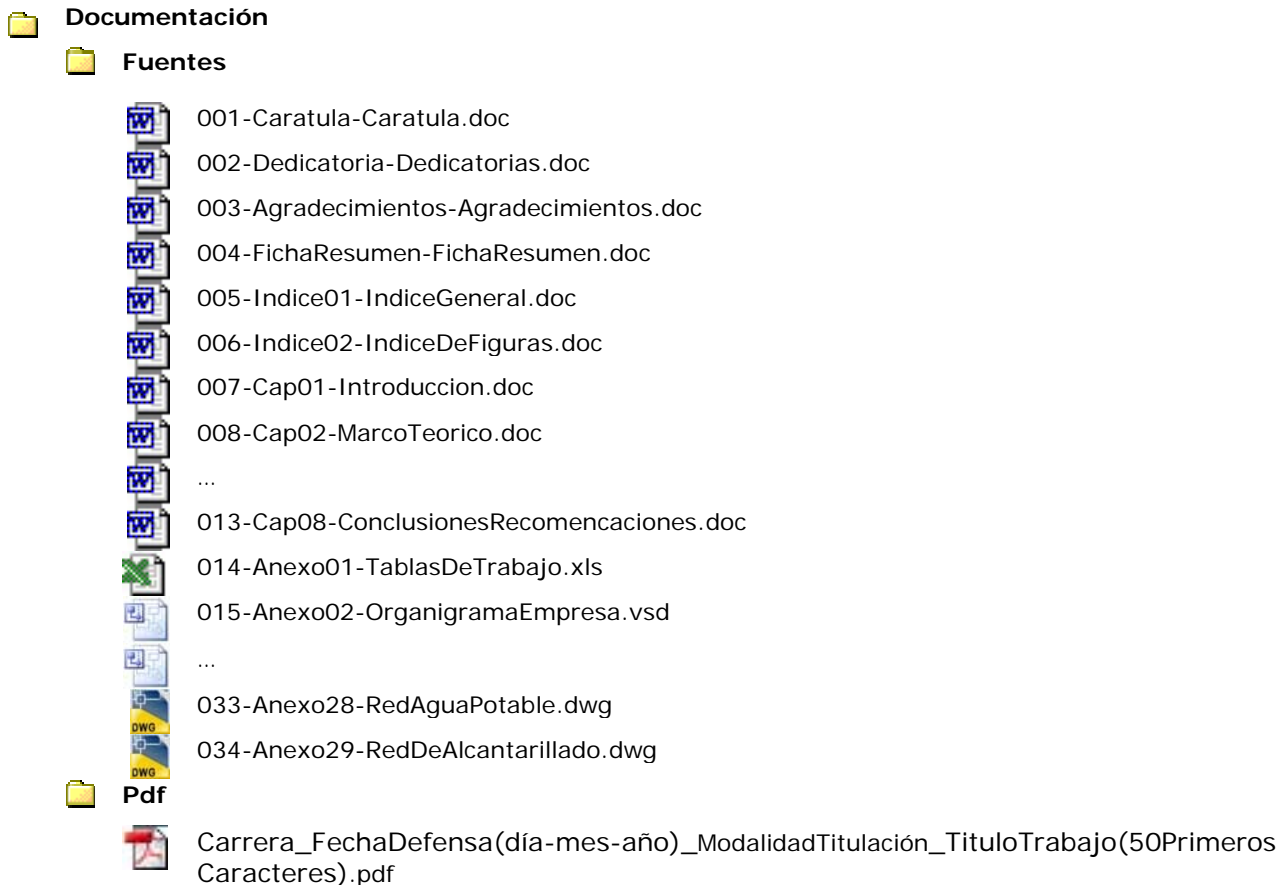 Documentación
Fuentes
001-Caratula-Caratula.doc
002-Dedicatoria-Dedicatorias.doc
003-Agradecimientos-Agradecimientos.doc
004-FichaResumen-FichaResumen.doc
005-Indice01-IndiceGeneral.doc
006-Indice02-IndiceDeFiguras.doc
007-Cap01-Introduccion.doc
008-Cap02-MarcoTeorico.doc
...
013-Cap08-ConclusionesRecomencaciones.doc
014-Anexo01-TablasDeTrabajo.xls
015-Anexo02-OrganigramaEmpresa.vsd
...
033-Anexo28-RedAguaPotable.dwg
DWG
034-Anexo29-RedDeAlcantarillado.dwg
DWG
Pdf
Carrera_FechaDefensa(día-mes-año)_ModalidadTitulación_TituloTrabajo(50Primeros
Caracteres).pdf